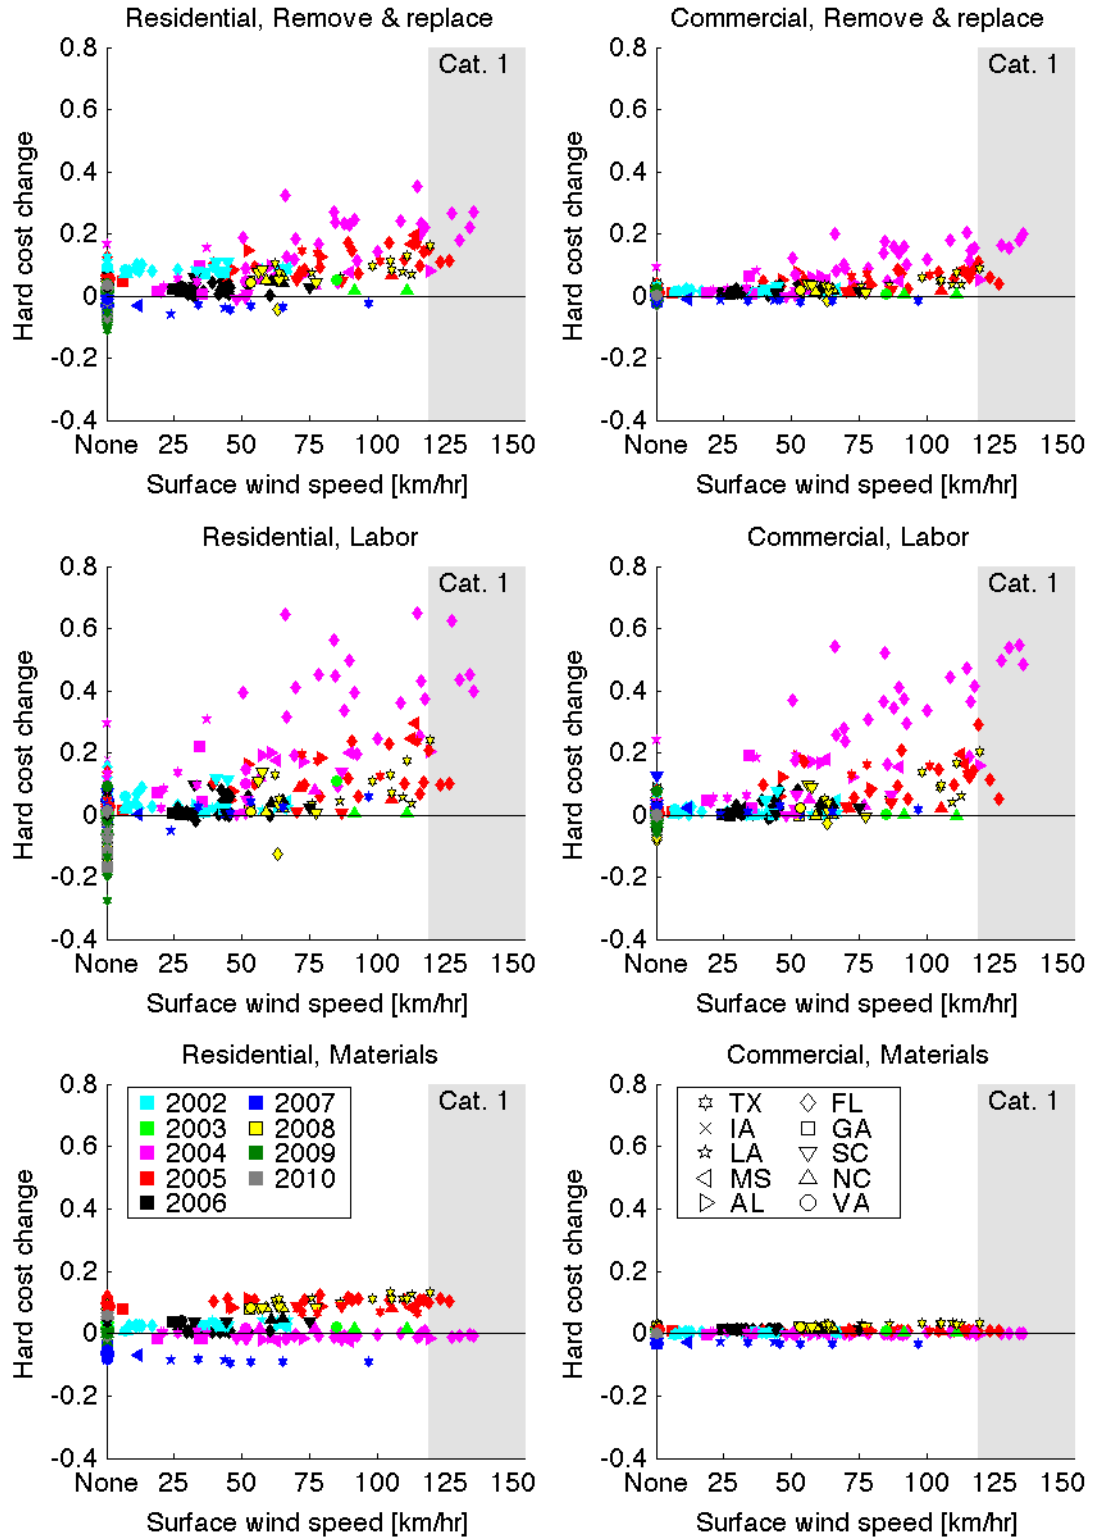 Residential, Remove & replace
Commercial, Remove & replace
0.8
0.6
0.4
0.2
0
-0.2
-0.4
Hard cost change
Cat. 1
None 25 50 75 100 125 150
Surface wind speed [km/hr]
0.8
0.6
0.4
0.2
0
-0.2
-0.4
Hard cost change
Cat. 1
None 25 50 75 100 125 150
Surface wind speed [km/hr]
Residential, Labor
Commercial, Labor
0.8
0.6
0.4
0.2
0
-0.2
-0.4
Hard cost change
Cat. 1
None 25 50 75 100 125 150
Surface wind speed [km/hr]
0.8
0.6
0.4
0.2
0
-0.2
-0.4
Hard cost change
Cat. 1
None 25 50 75 100 125 150
Surface wind speed [km/hr]
Residential, Materials
Commercial, Materials
0.8
0.6
0.4
0.2
0
-0.2
-0.4
Hard cost change
Cat. 1
2002 2007
2003 2008
2004 2009
2005 2010
2006
None 25 50 75 100 125 150
Surface wind speed [km/hr]
0.8
0.6
0.4
0.2
0
-0.2
-0.4
Hard cost change
Cat. 1
TX FL
IA GA
LA SC
MS NC
AL VA
None 25 50 75 100 125 150
Surface wind speed [km/hr]